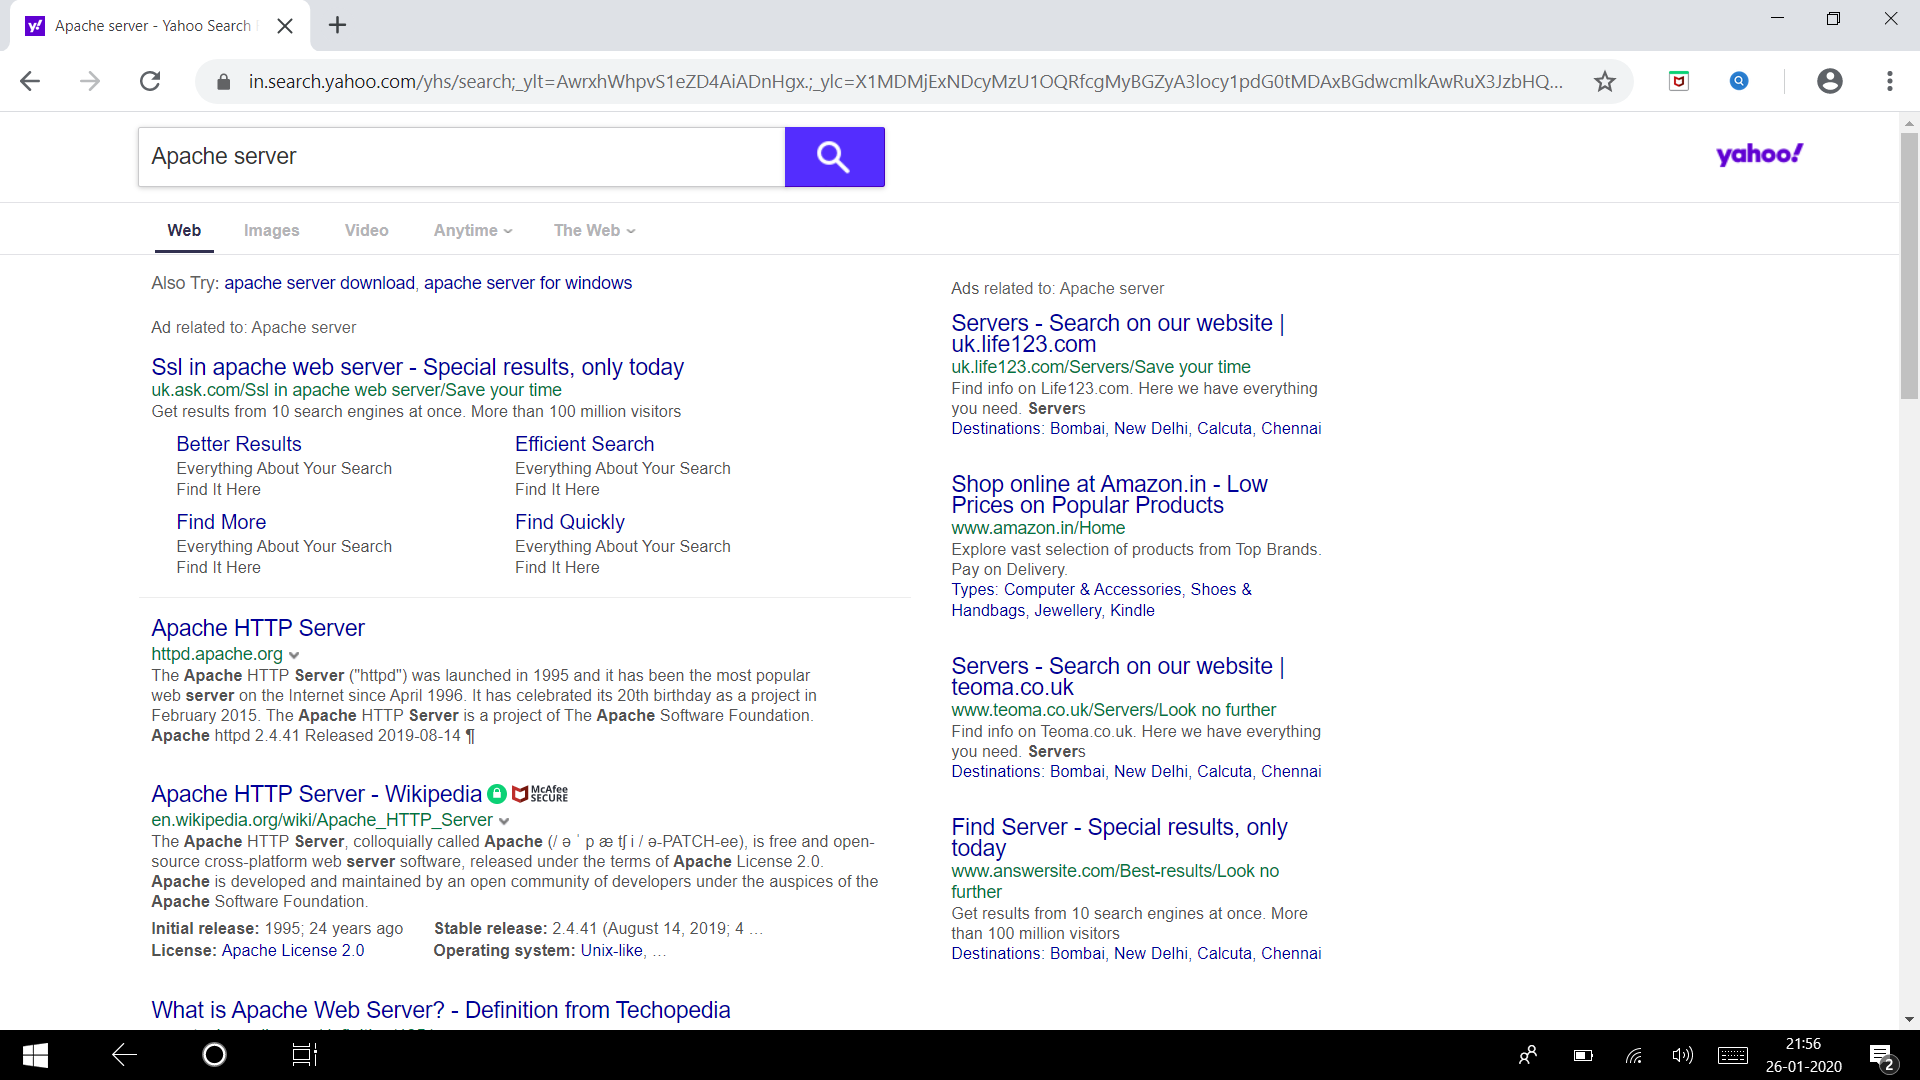 Apache server - Yahoo Search
in.search.yahoo.com/yhs/search;_ylt=AwrxhWhpvS1eZD4AiADnHgx.;_ylc=X1MDMjExNDcyMzU1OQRfcgMyBGZyA3locy1pdG0tMDAxBGdwcmlkAwRuX3JzbHQ...
Apache server
yahoo!
Web Images Video Anytime The Web
Also Try: apache server download, apache server for windows
Ad related to: Apache server
Ssl in apache web server - Special results, only today
uk.ask.com/Ssl in apache web server/Save your time
Get results from 10 search engines at once. More than 100 million visitors
Better Results
Everything About Your Search
Find It Here
Efficient Search
Everything About Your Search
Find It Here
Find More
Everything About Your Search
Find It Here
Find Quickly
Everything About Your Search
Find It Here
Apache HTTP Server
httpd.apache.org
The Apache HTTP Server ("httpd") was launched in 1995 and it has been the most popular
web server on the Internet since April 1996. It has celebrated its 20th birthday as a project in
February 2015. The Apache HTTP Server is a project of The Apache Software Foundation.
Apache httpd 2.4.41 Released 2019-08-14 ¶
Apache HTTP Server - Wikipedia McAfee SECURE
en.wikipedia.org/wiki/Apache_HTTP_Server
The Apache HTTP Server, colloquially called Apache (/ ə ˈ p æ tʃ i / ə-PATCH-ee), is free and open-
source cross-platform web server software, released under the terms of Apache License 2.0.
Apache is developed and maintained by an open community of developers under the auspices of the
Apache Software Foundation.
Initial release: 1995; 24 years ago Stable release: 2.4.41 (August 14, 2019; 4 ...
License: Apache License 2.0 Operating system: Unix-like, ...
What is Apache Web Server? - Definition from Techopedia
Ads related to: Apache server
Servers - Search on our website |
uk.life123.com
uk.life123.com/Servers/Save your time
Find info on Life123.com. Here we have everything
you need. Servers
Destinations: Bombai, New Delhi, Calcuta, Chennai
Shop online at Amazon.in - Low
Prices on Popular Products
www.amazon.in/Home
Explore vast selection of products from Top Brands.
Pay on Delivery.
Types: Computer & Accessories, Shoes &
Handbags, Jewellery, Kindle
Servers - Search on our website |
teoma.co.uk
www.teoma.co.uk/Servers/Look no further
Find info on Teoma.co.uk. Here we have everything
you need. Servers
Destinations: Bombai, New Delhi, Calcuta, Chennai
Find Server - Special results, only
today
www.answersite.com/Best-results/Look no
further
Get results from 10 search engines at once. More
than 100 million visitors
Destinations: Bombai, New Delhi, Calcuta, Chennai
21:56
26-01-2020
2